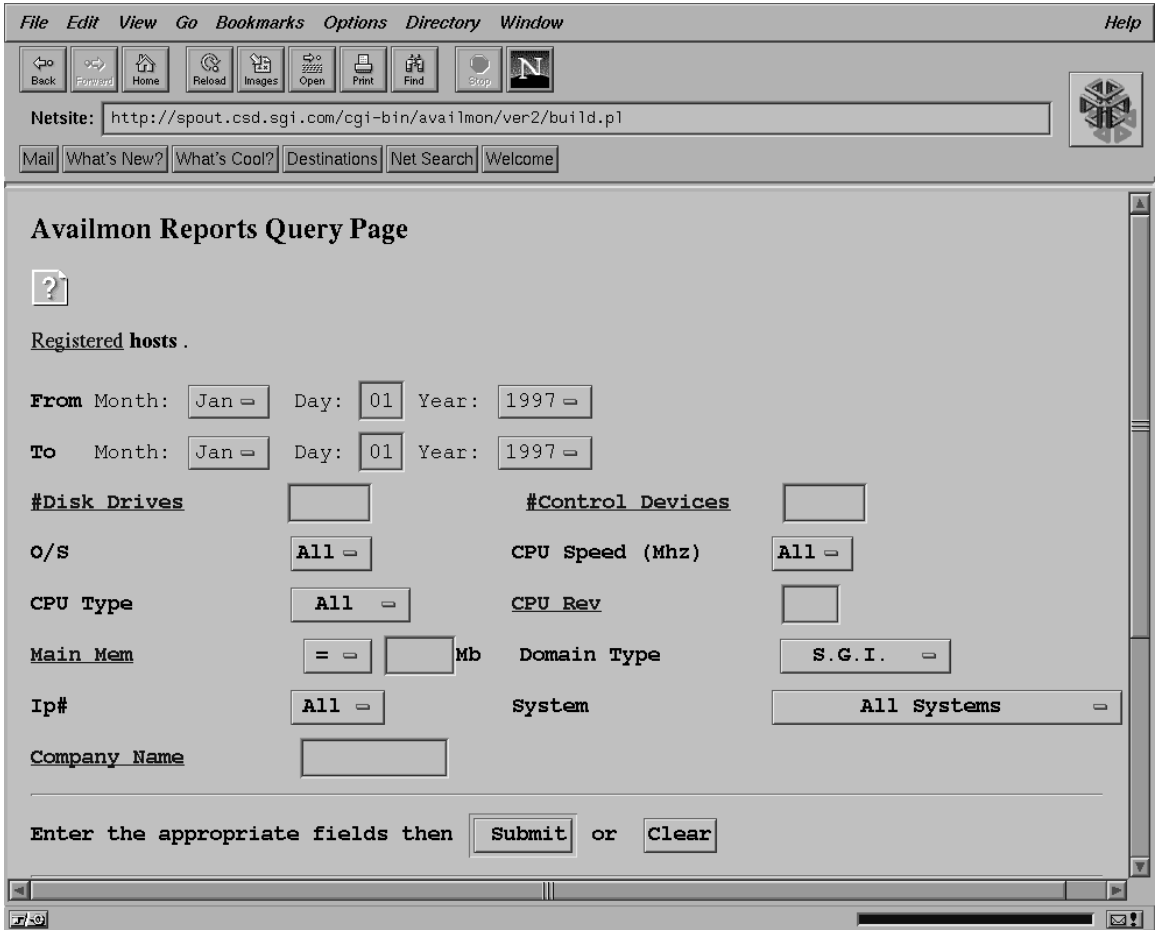 File Edit View Go Bookmarks Options Directory Window Help
Back Forward Home Reload Images Open Print Find Stop N
Netsite: http://spout.csd.sgi.com/cgi-bin/availmon/ver2/build.pl
Mail What's New? What's Cool? Destinations Net Search Welcome
Availmon Reports Query Page
?
Registered hosts .
From Month: Jan Day: 01 Year: 1997
To Month: Jan Day: 01 Year: 1997
#Disk Drives #Control Devices
O/S All CPU Speed (Mhz) All
CPU Type All CPU Rev
Main Mem = Mb Domain Type S.G.I.
Ip# All System All Systems
Company Name
Enter the appropriate fields then Submit or Clear